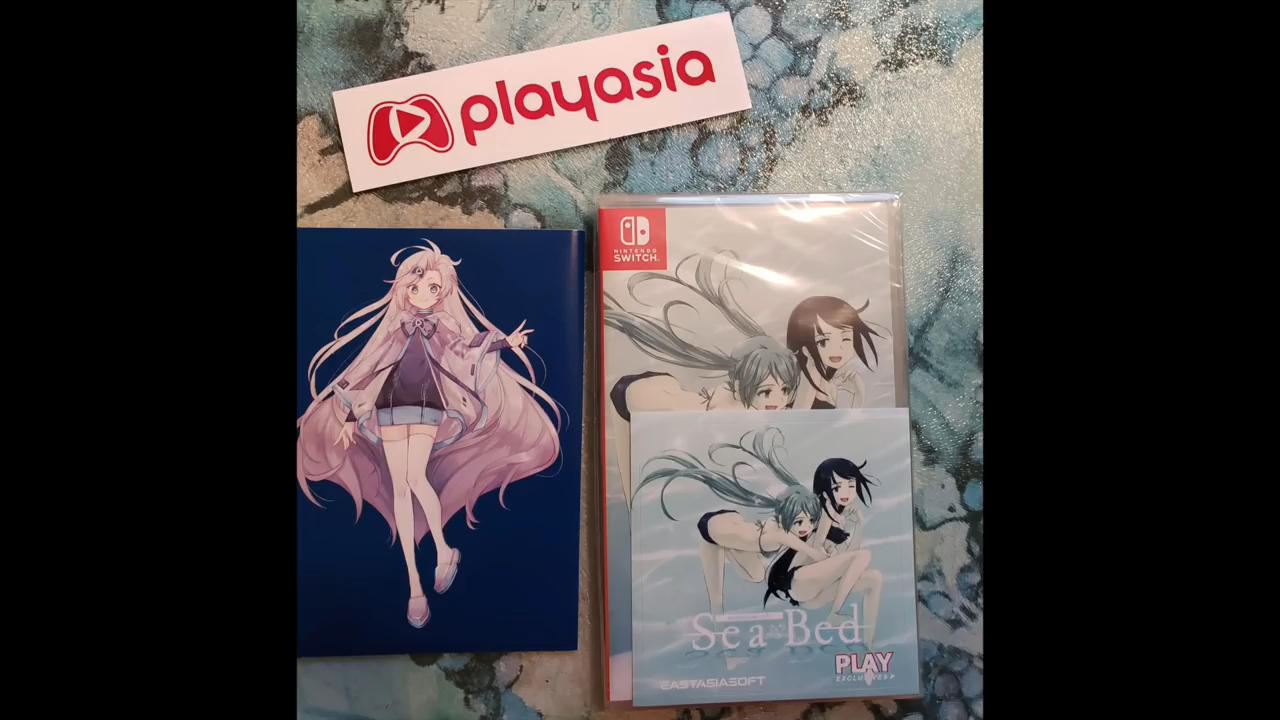 playasia
NINTENDO
SWITCH
SeaBed
PLAY
EXCLUSIVES
EASTASIASOFT